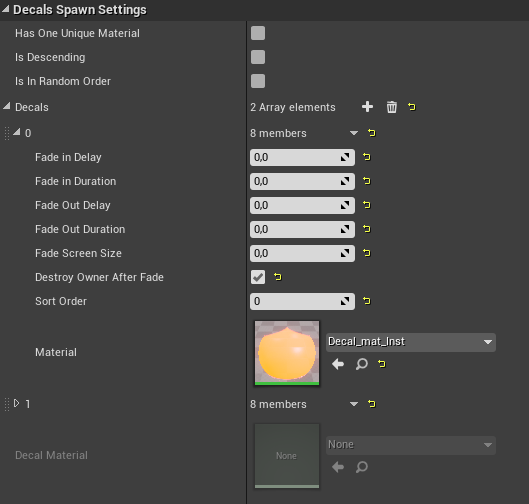 Decals Spawn Settings
Has One Unique Material
Is Descending
Is In Random Order
Decals 2 Array elements
0 8 members
Fade in Delay 0,0
Fade in Duration 0,0
Fade Out Delay 0,0
Fade Out Duration 0,0
Fade Screen Size 0,0
Destroy Owner After Fade
Sort Order 0
Material Decal_mat_Inst
1 8 members
Decal Material None None